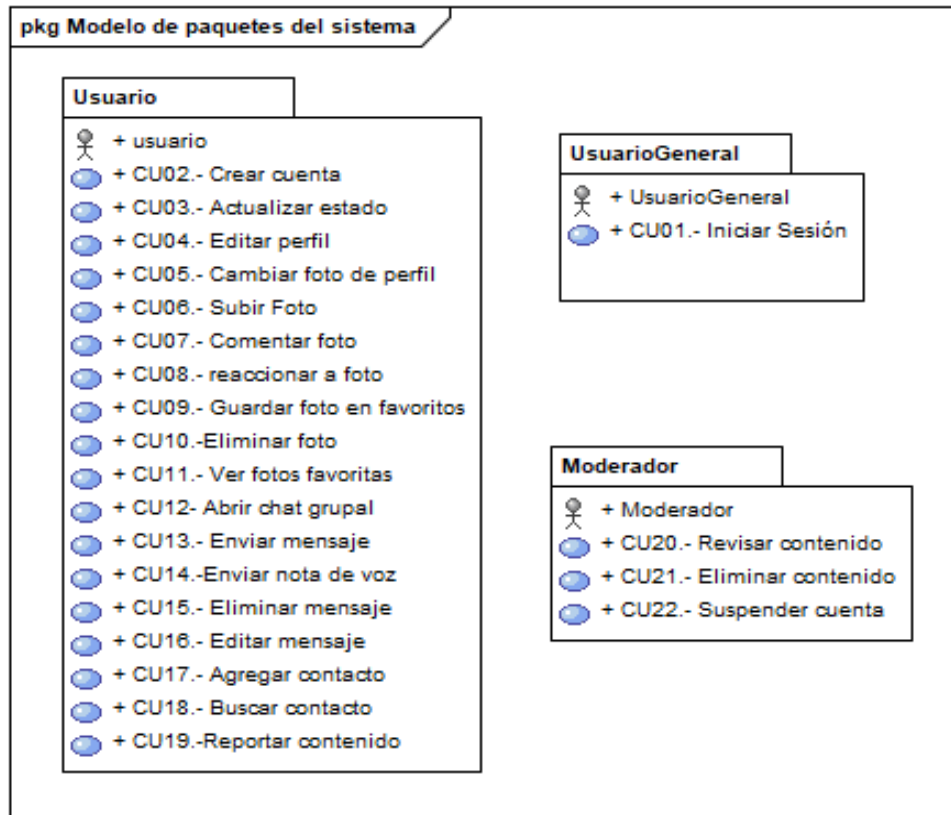 pkg Modelo de paquetes del sistema
Usuario
+ usuario
+ CU02.- Crear cuenta
+ CU03.- Actualizar estado
+ CU04.- Editar perfil
+ CU05.- Cambiar foto de perfil
+ CU06.- Subir Foto
+ CU07.- Comentar foto
+ CU08.- reaccionar a foto
+ CU09.- Guardar foto en favoritos
+ CU10.-Eliminar foto
+ CU11.- Ver fotos favoritas
+ CU12- Abrir chat grupal
+ CU13.- Enviar mensaje
+ CU14.-Enviar nota de voz
+ CU15.- Eliminar mensaje
+ CU16.- Editar mensaje
+ CU17.- Agregar contacto
+ CU18.- Buscar contacto
+ CU19.-Reportar contenido
UsuarioGeneral
+ UsuarioGeneral
+ CU01.- Iniciar Sesión
Moderador
+ Moderador
+ CU20.- Revisar contenido
+ CU21.- Eliminar contenido
+ CU22.- Suspender cuenta